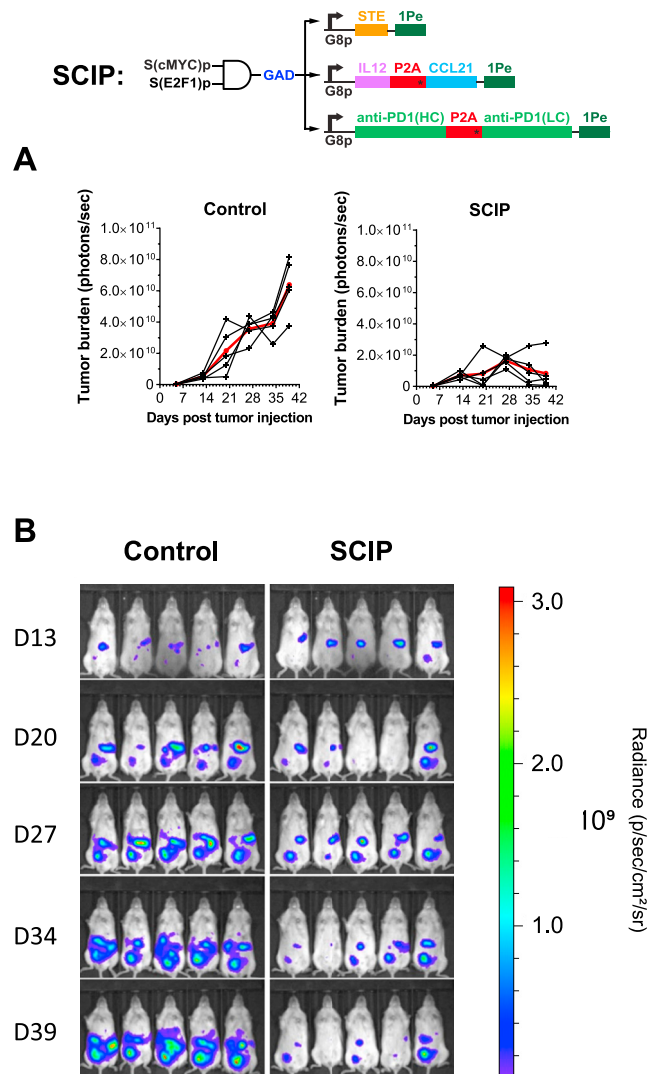 STE 1Pe
G8p
SCIP:
S(cMYC)p
S(E2F1)p
GAD
IL12 P2A CCL21 1Pe
*
G8p
anti-PD1(HC) P2A anti-PD1(LC) 1Pe
*
G8p
A
Control
Tumor burden (photons/sec)
1.0× 10¹¹
8.0× 10¹⁰
6.0× 10¹⁰
4.0× 10¹⁰
2.0× 10¹⁰
0
0 7 14 21 28 35 42
Days post tumor injection
SCIP
Tumor burden (photons/sec)
1.0× 10¹¹
8.0× 10¹⁰
6.0× 10¹⁰
4.0× 10¹⁰
2.0× 10¹⁰
0
0 7 14 21 28 35 42
Days post tumor injection
B
Control SCIP
D13
D20
D27
D34
D39
3.0
2.0
1.0
10⁹
Radiance (p/sec/cm²/sr)